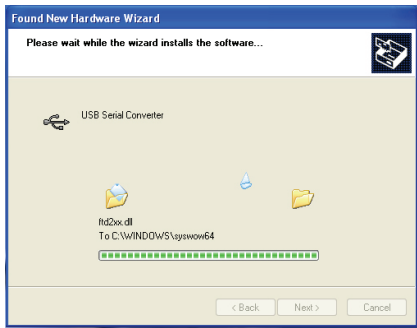 Found New Hardware Wizard
Please wait while the wizard installs the software...
USB Serial Converter
ftd2xx.dll
To C:\WINDOWS\syswow64
< Back
Next >
Cancel